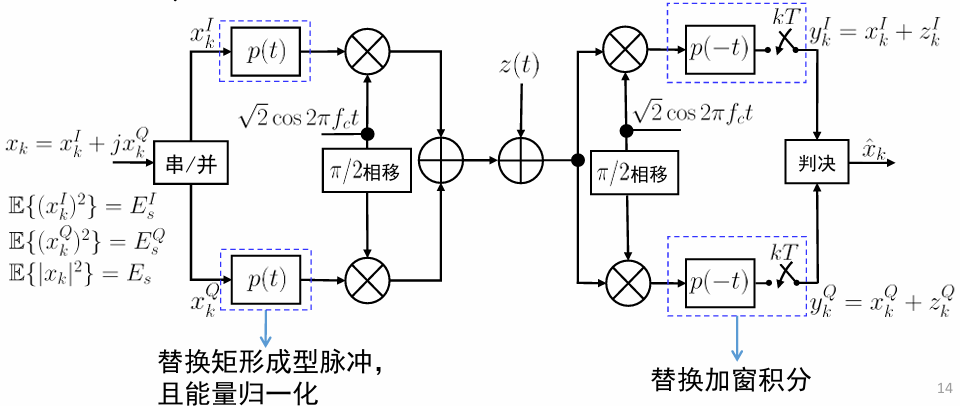 $x_k^I$
$p(t)$
$\sqrt{2}\cos 2\pi f_c t$
$x_k = x_k^I + jx_k^Q$
串/并
π/2相移
$\mathbb{E}\{(x_k^I)^2\} = E_s^I$
$\mathbb{E}\{(x_k^Q)^2\} = E_s^Q$
$\mathbb{E}\{|x_k|^2\} = E_s$
$x_k^Q$
$p(t)$
替换矩形成型脉冲，
且能量归一化
$z(t)$
$p(-t)$
$kT$
$y_k^I = x_k^I + z_k^I$
$\sqrt{2}\cos 2\pi f_c t$
π/2相移
判决
$\hat{x}_k$
$p(-t)$
$kT$
$y_k^Q = x_k^Q + z_k^Q$
替换加窗积分
14